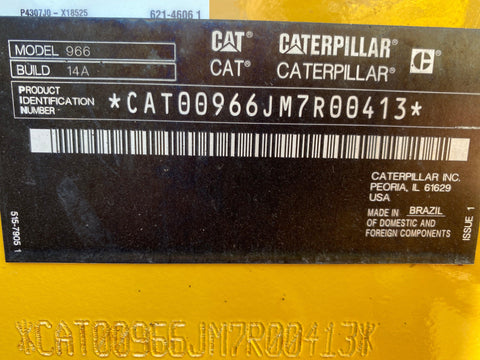 P4307J0 - X18525 621-4606 1
MODEL 966
BUILD 14A
CAT CATERPILLAR C
CAT® CATERPILLAR®
PRODUCT
IDENTIFICATION
NUMBER
*CAT00966JM7R00413*
CATERPILLAR INC.
PEORIA, IL 61629
USA
MADE IN BRAZIL
OF DOMESTIC AND
FOREIGN COMPONENTS
515-7905 1
ISSUE 1
*CAT00966JM7R00413*